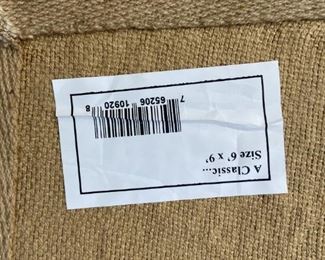 A Classic...
Size 6' x 9'
7 65206 10920 8